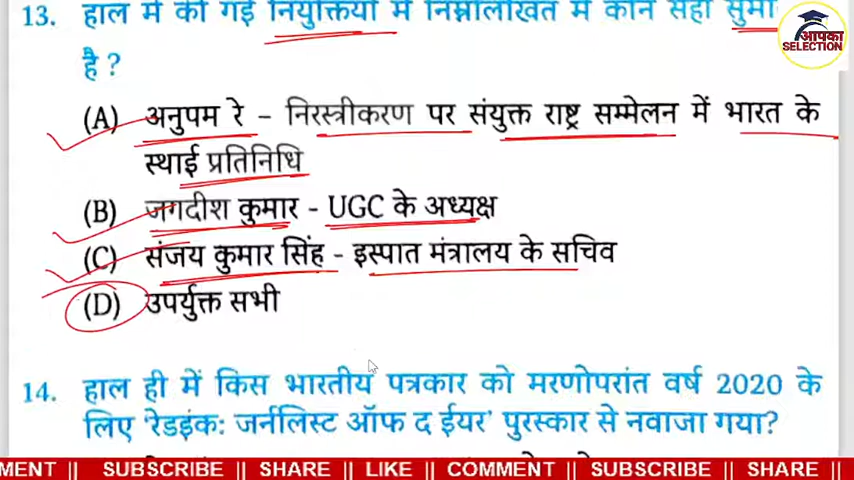 13. हाल में की गई नियुक्तियों में निम्नलिखित में कौन सही सुमे
है ?
आपका
SELECTION
(A) अनुपम रे - निरस्त्रीकरण पर संयुक्त राष्ट्र सम्मेलन में भारत के
स्थाई प्रतिनिधि
(B) जगदीश कुमार - UGC के अध्यक्ष
(C) संजय कुमार सिंह - इस्पात मंत्रालय के सचिव
(D) उपर्युक्त सभी
14. हाल ही में किस भारतीय पत्रकार को मरणोपरांत वर्ष 2020 के
लिए 'रेडइंक: जर्नलिस्ट ऑफ द ईयर' पुरस्कार से नवाजा गया?
MENT || SUBSCRIBE || SHARE || LIKE || COMMENT || SUBSCRIBE || SHARE ||